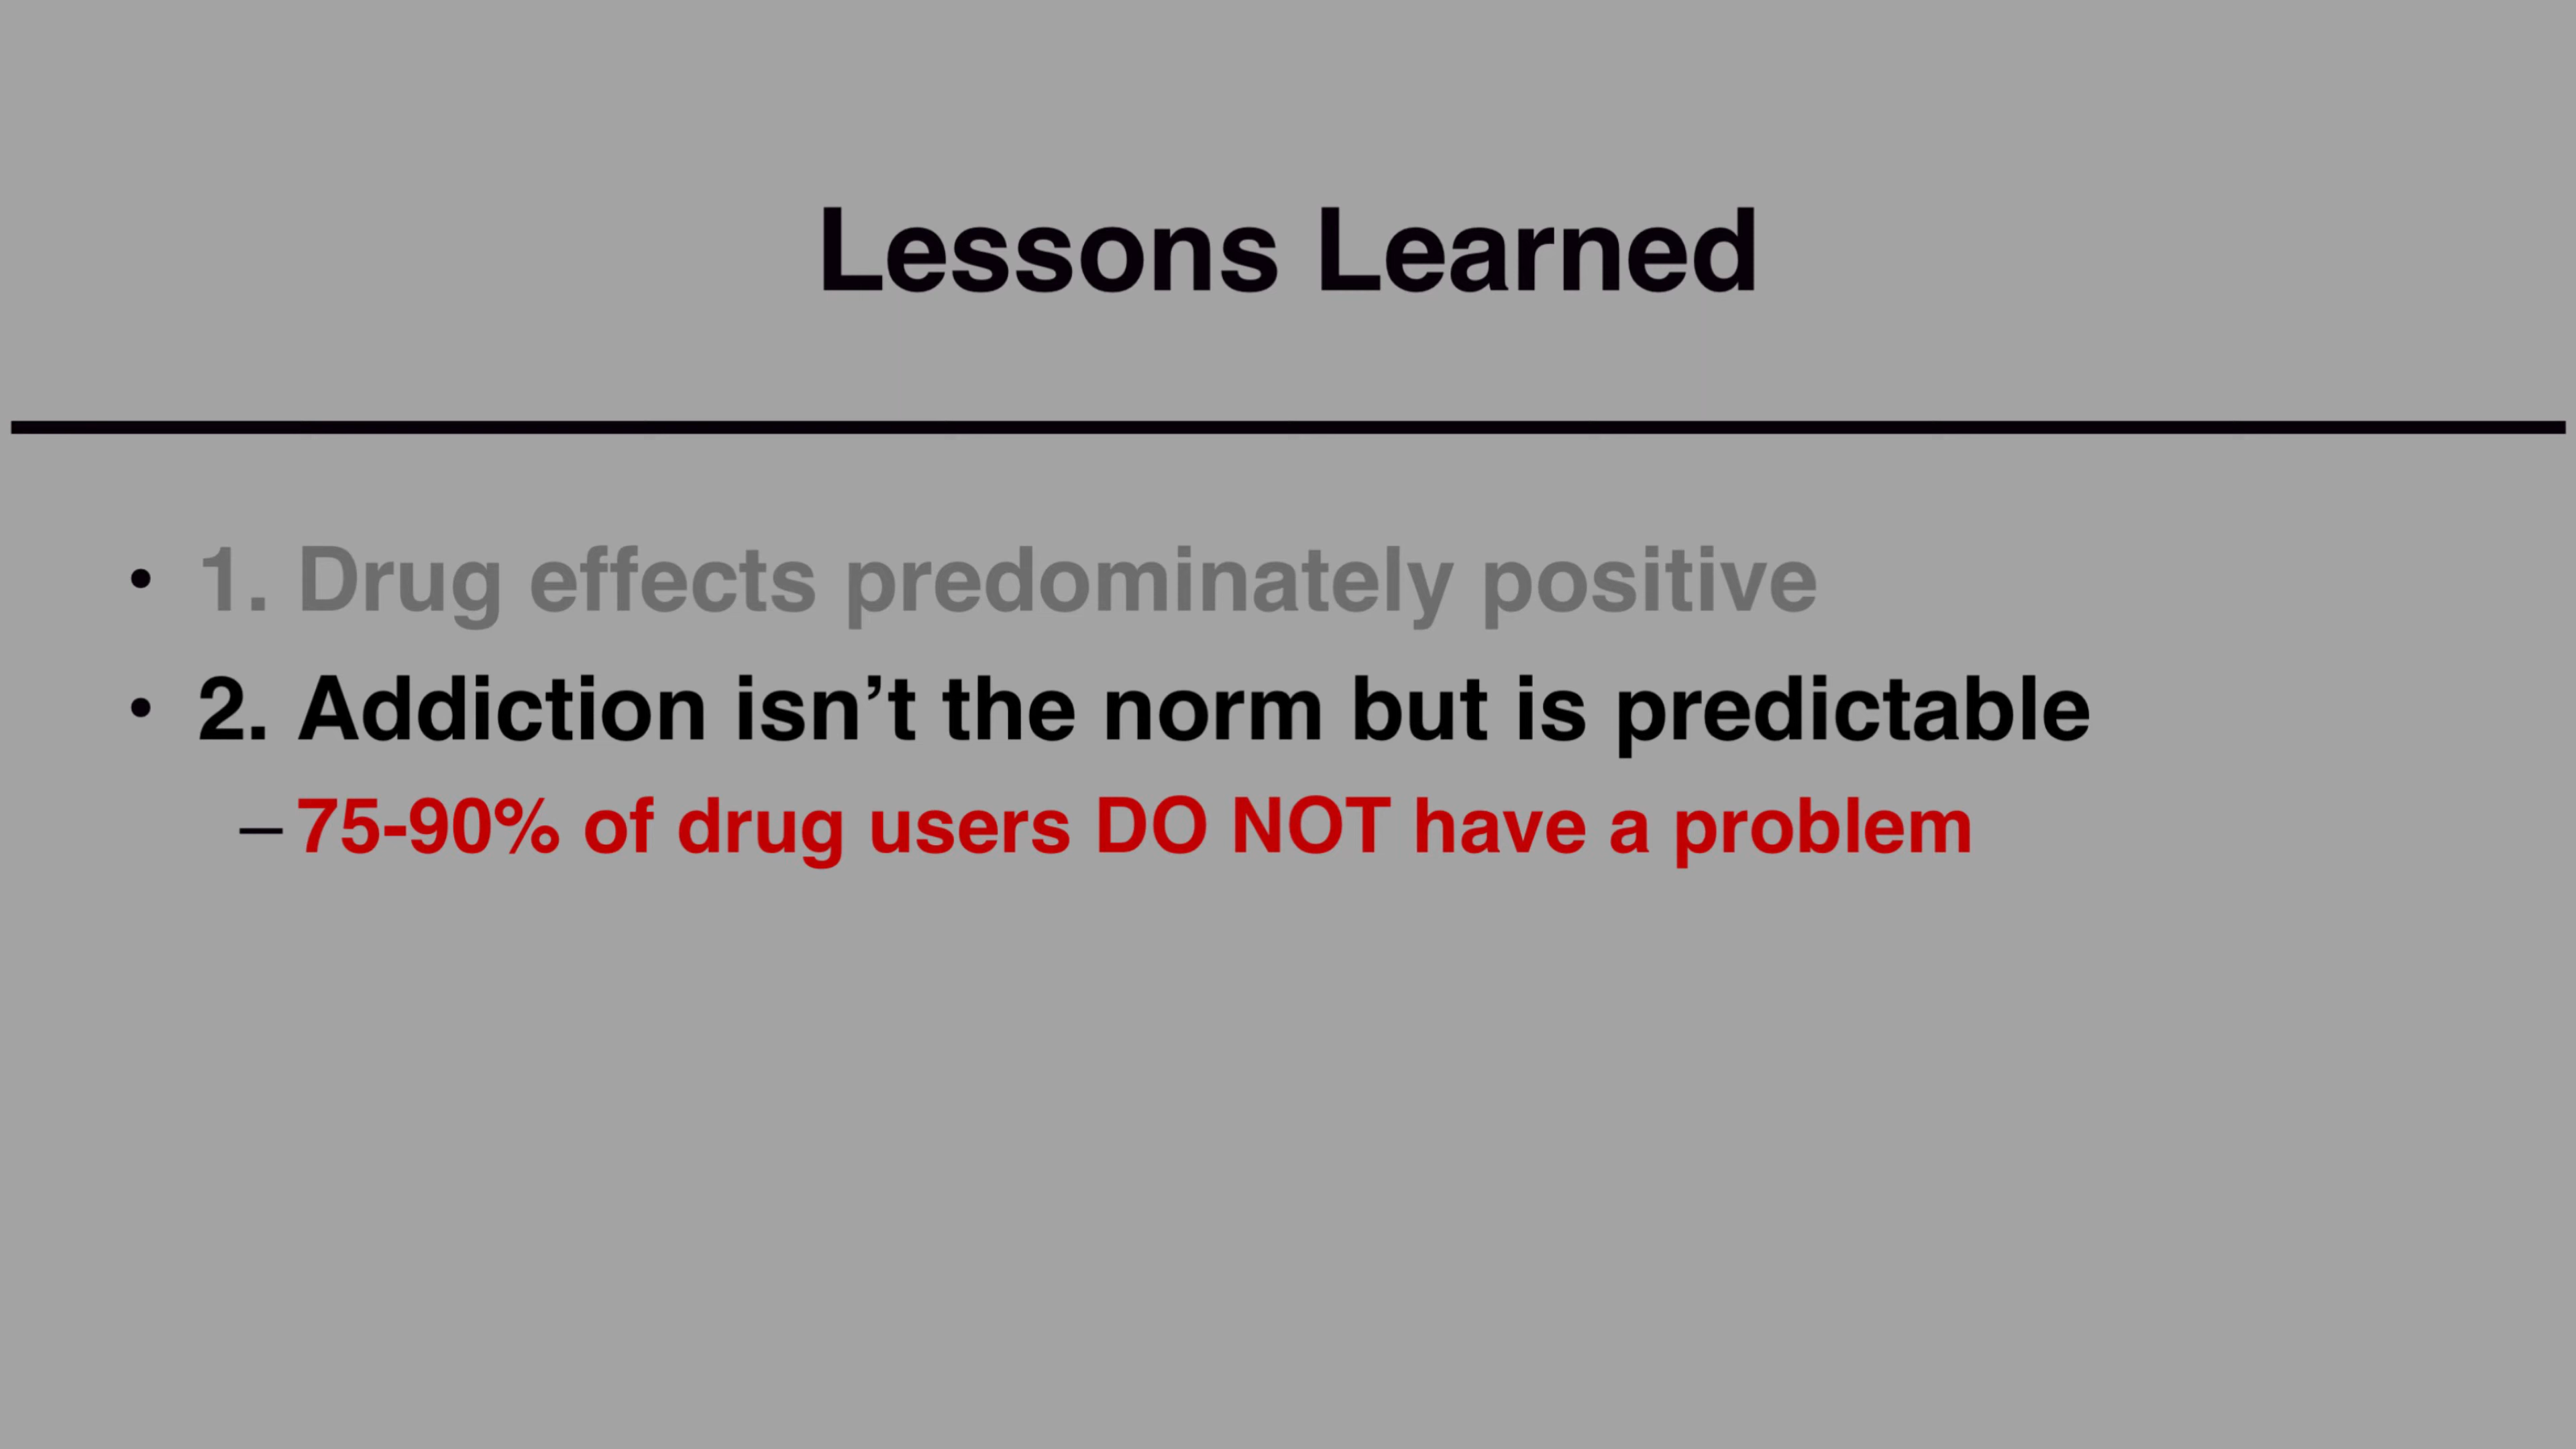 Lessons Learned
• 1. Drug effects predominately positive
• 2. Addiction isn’t the norm but is predictable
– 75-90% of drug users DO NOT have a problem